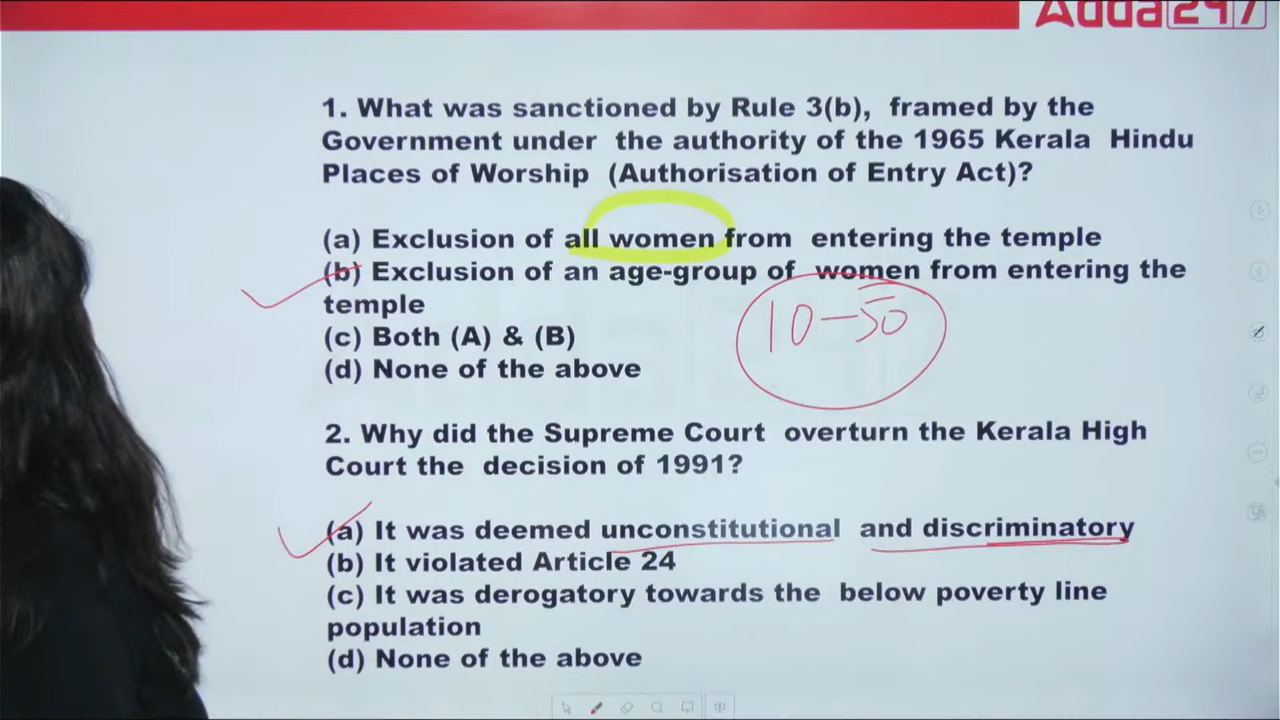 Adda247
1. What was sanctioned by Rule 3(b), framed by the
Government under the authority of the 1965 Kerala Hindu
Places of Worship (Authorisation of Entry Act)?
(a) Exclusion of all women from entering the temple
(b) Exclusion of an age-group of women from entering the
temple
10-50
(c) Both (A) & (B)
(d) None of the above
2. Why did the Supreme Court overturn the Kerala High
Court the decision of 1991?
(a) It was deemed unconstitutional and discriminatory
(b) It violated Article 24
(c) It was derogatory towards the below poverty line
population
(d) None of the above